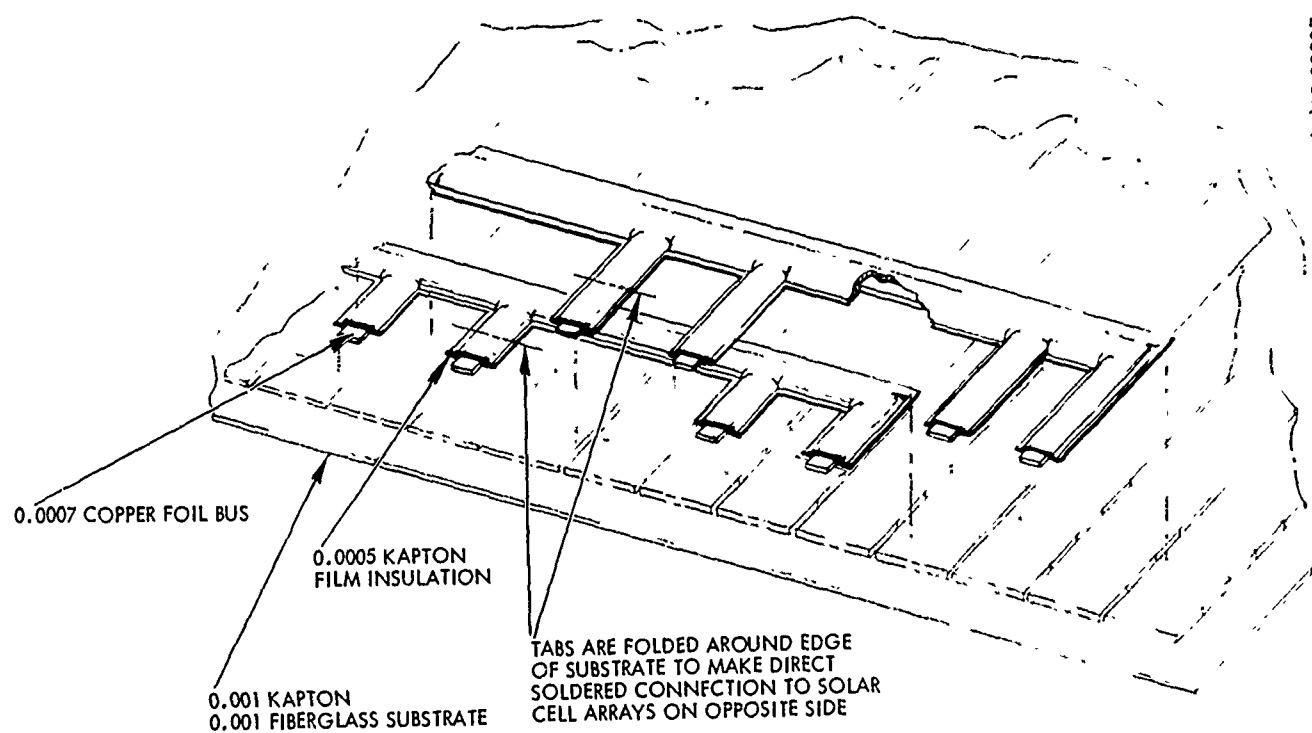 0.0007 COPPER FOIL BUS
0.0005 KAPTON
FILM INSULATION
TABS ARE FOLDED AROUND EDGE
OF SUBSTRATE TO MAKE DIRECT
SOLDERED CONNFCTION TO SOLAR
CELL ARRAYS ON OPPOSITE SIDE
0.001 KAPTON
0.001 FIBERGLASS SUBSTRATE